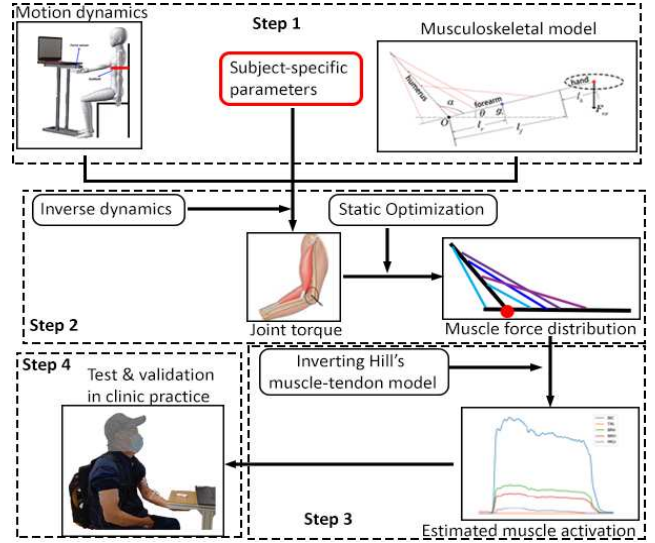 Motion dynamics
Step 1
Musculoskeletal model
Subject-specific
parameters
humerus
α
forearm
hand
O
θ
Inverse dynamics
Static Optimization
Joint torque
Muscle force distribution
Step 2
Step 4
Test & validation
in clinic practice
Inverting Hill's
muscle-tendon model
Step 3
Estimated muscle activation